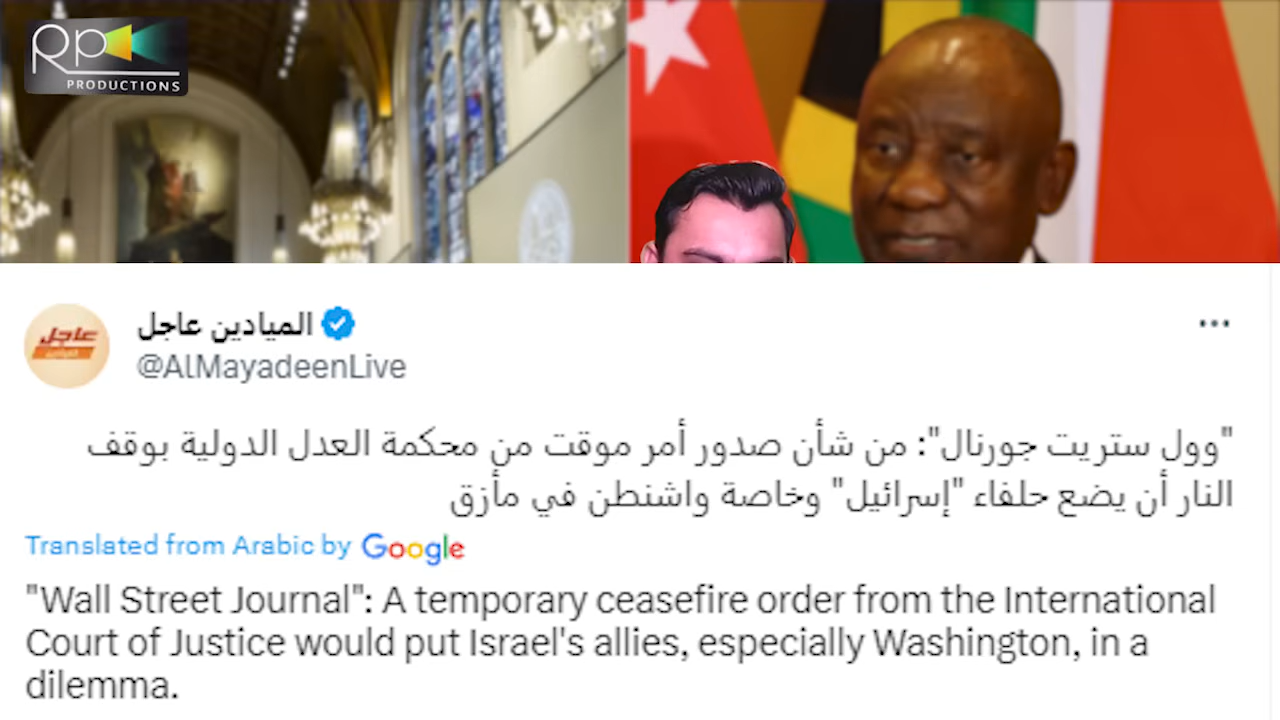 RP
PRODUCTIONS
الميادين عاجل
@AlMayadeenLive
عاجل
الميادين
"وول ستريت جورنال": من شأن صدور أمر موقت من محكمة العدل الدولية بوقف
النار أن يضع حلفاء "إسرائيل" وخاصة واشنطن في مأزق
Translated from Arabic by Google
"Wall Street Journal": A temporary ceasefire order from the International
Court of Justice would put Israel's allies, especially Washington, in a
dilemma.